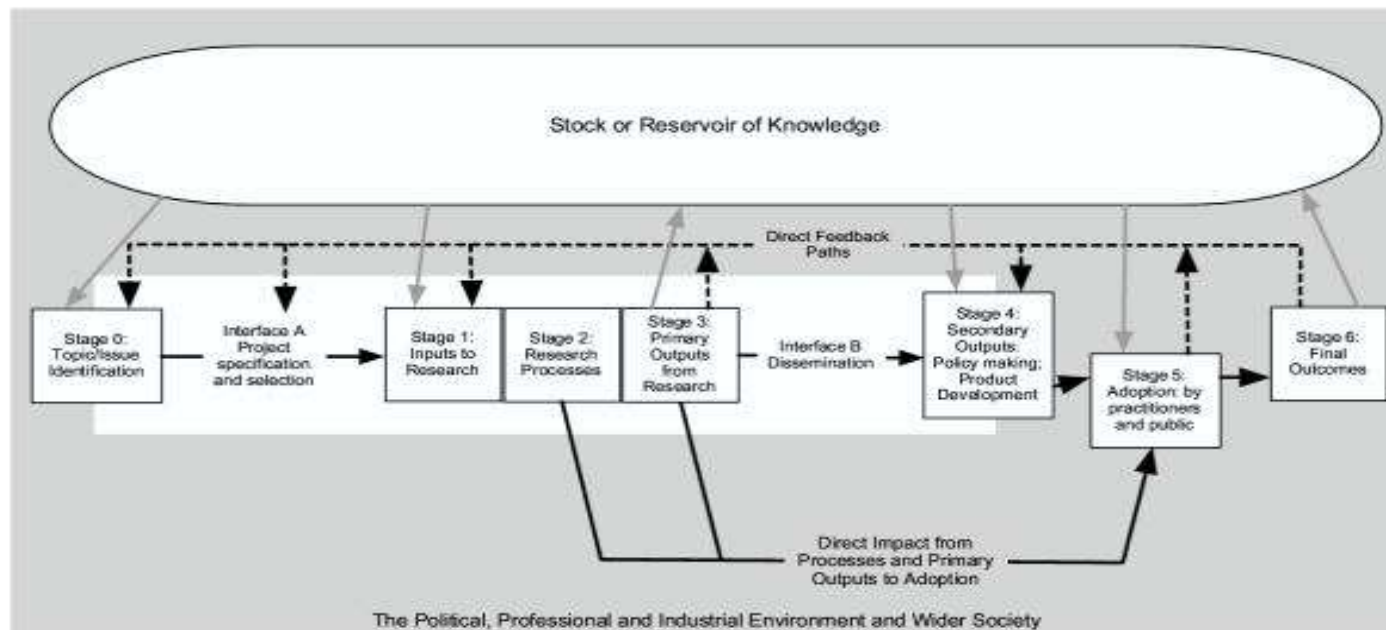 Stock or Reservoir of Knowledge
Direct Feedback
Paths
Stage 0:
Topic/Issue
Identification
Interface A
Project
specification
and selection
Stage 1:
Inputs to
Research
Stage 2:
Research
Processes
Stage 3:
Primary
Outputs from
Research
Interface B
Dissemination
Stage 4:
Secondary
Outputs:
Policy making;
Product
Development
Stage 5:
Adoption: by
practitioners
and public
Stage 6:
Final
Outcomes
Direct Impact from
Processes and Primary
Outputs to Adoption
The Political, Professional and Industrial Environment and Wider Society